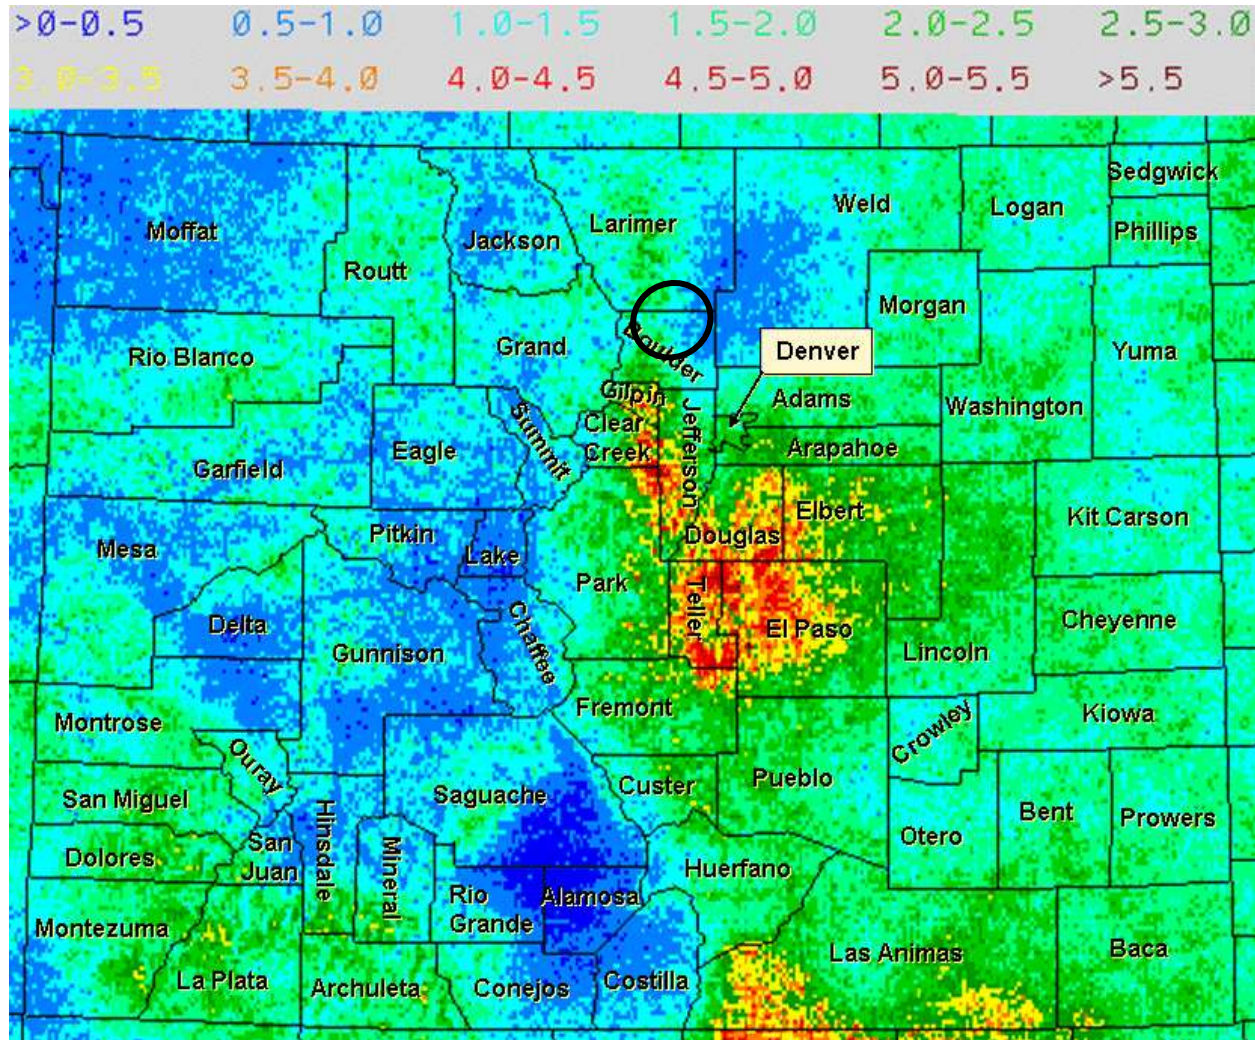 >0-0.5 0.5-1.0 1.0-1.5 1.5-2.0 2.0-2.5 2.5-3.0
3.0-3.5 3.5-4.0 4.0-4.5 4.5-5.0 5.0-5.5 >5.5
Sedgwick
Moffat
Jackson
Larimer
Weld
Logan
Phillips
Routt
Morgan
Rio Blanco
Grand
Boulder
Denver
Yuma
Gilpin
Adams
Washington
Summit
Clear
Creek
Jefferson
Eagle
Arapahoe
Garfield
Elbert
Kit Carson
Mesa
Pitkin
Lake
Douglas
Park
Teller
Delta
Chaffee
El Paso
Cheyenne
Gunnison
Lincoln
Montrose
Fremont
Crowley
Kiowa
Ouray
San Miguel
Saguache
Custer
Pueblo
Bent
Prowers
Otero
Dolores
San
Juan
Hinsdale
Mineral
Huerfano
Rio
Grande
Alamosa
Montezuma
Las Animas
Baca
La Plata
Archuleta
Conejos
Costilla